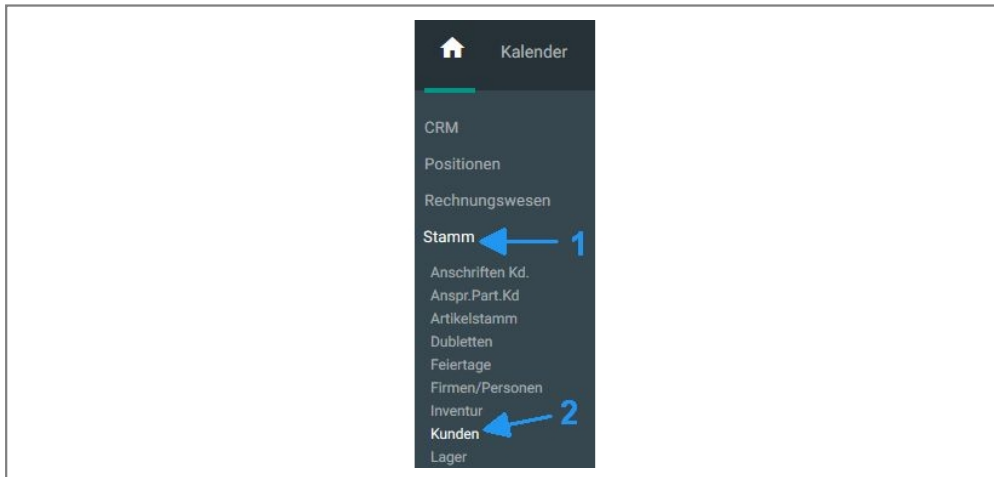 Kalender
CRM
Positionen
Rechnungswesen
Stamm 1
Anschriften Kd.
Anspr.Part.Kd
Artikelstamm
Dubletten
Feiertage
Firmen/Personen
Inventur 2
Kunden
Lager